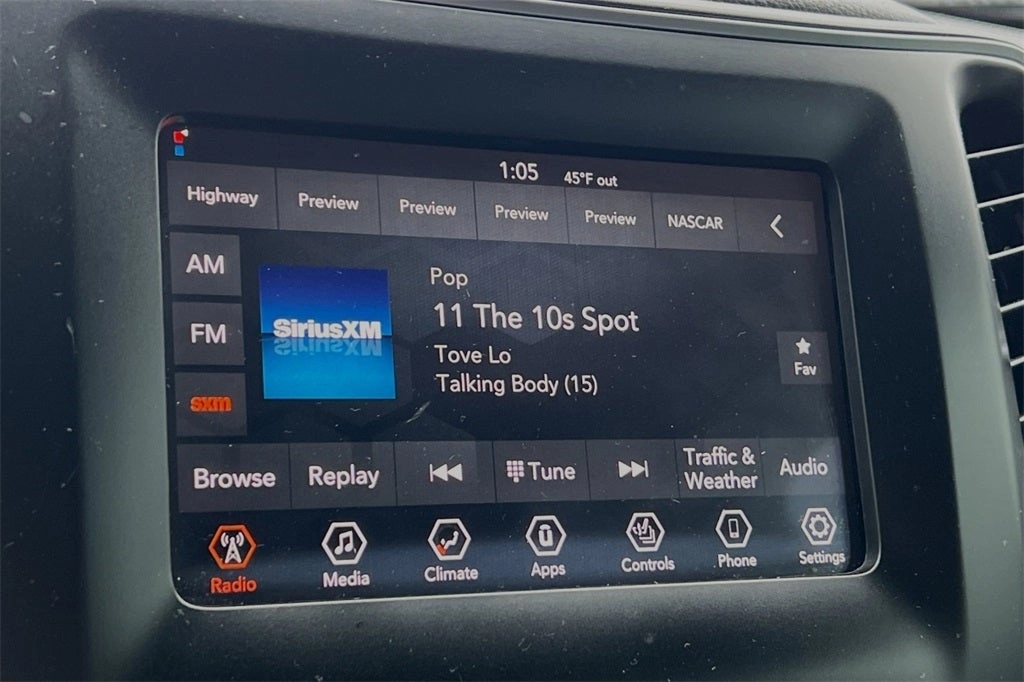 1:05 45°F out
Highway Preview Preview Preview Preview NASCAR
AM
FM
sxm
SiriusXM
Pop
11 The 10s Spot
Tove Lo
Talking Body (15)
Fav
Browse Replay Tune Traffic & Weather Audio
Radio Media Climate Apps Controls Phone Settings